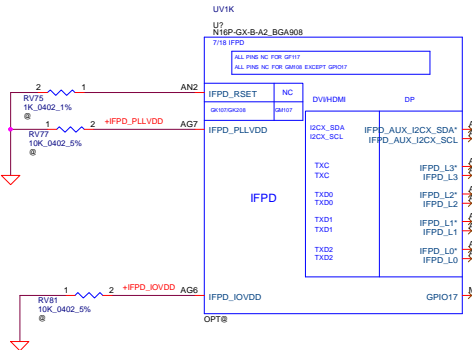 UV1K
U?
N16P-GX-B-A2_BGA908
7/18 IFPD
ALL PINS NC FOR GF117
ALL PINS NC FOR GM108 EXCEPT GPIO17
2 1 AN2 IFPD_RSET NC
DVI/HDMI DP
RV75
1K_0402_1%
@
GK107/GK208 GM107
RV77
10K_0402_5%
@
1 2 +IFPD_PLLVDD AG7 IFPD_PLLVDD
I2CX_SDA IFPD_AUX_I2CX_SDA*
I2CX_SCL IFPD_AUX_I2CX_SCL
TXC IFPD_L3*
TXC IFPD_L3
IFPD
TXD0 IFPD_L2*
TXD0 IFPD_L2
TXD1 IFPD_L1*
TXD1 IFPD_L1
TXD2 IFPD_L0*
TXD2 IFPD_L0
1 2 +IFPD_IOVDD AG6 IFPD_IOVDD GPIO17
RV81
10K_0402_5%
@
OPT@